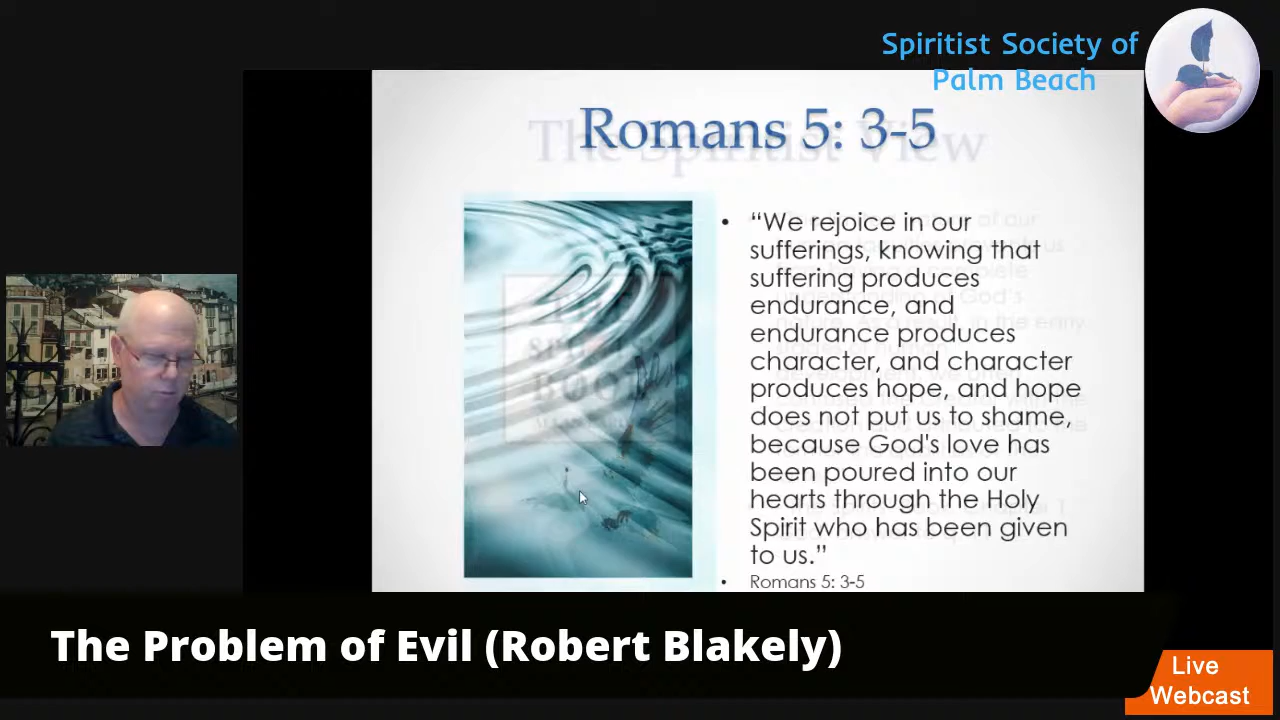 Spiritist Society of
Palm Beach
Romans 5: 3-5
The Spiritist View
• “We rejoice in our
sufferings, knowing that
suffering produces
endurance, and
endurance produces
character, and character
produces hope, and hope
does not put us to shame,
because God's love has
been poured into our
hearts through the Holy
Spirit who has been given
to us.”
• Romans 5: 3-5
The Problem of Evil (Robert Blakely)
Live
Webcast